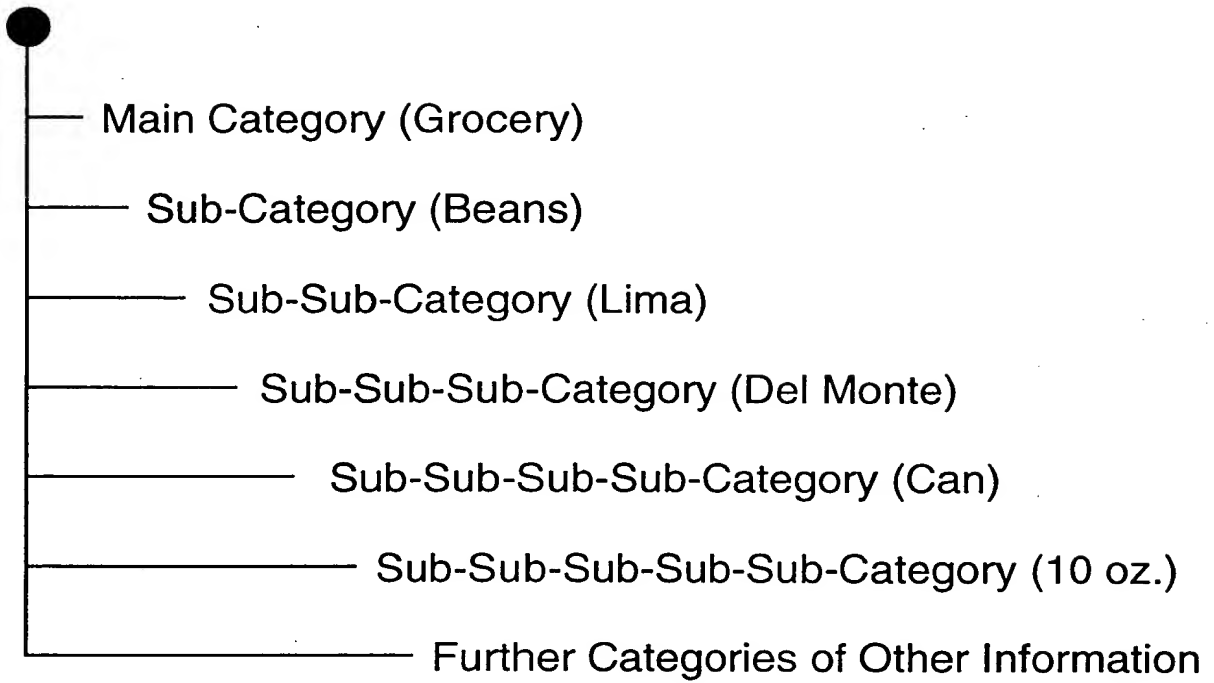 Main Category (Grocery)
Sub-Category (Beans)
Sub-Sub-Category (Lima)
Sub-Sub-Sub-Category (Del Monte)
Sub-Sub-Sub-Sub-Category (Can)
Sub-Sub-Sub-Sub-Sub-Category (10 oz.)
Further Categories of Other Information